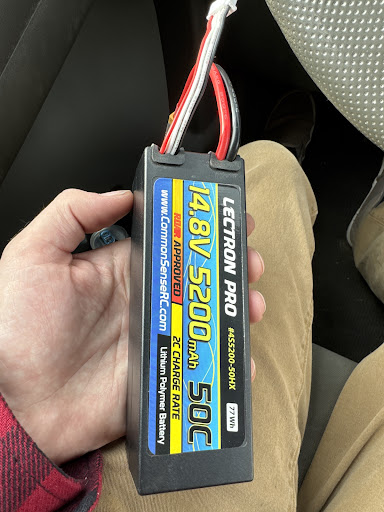 LECTRON PRO
#4S5200-50HX
77Wh
14.8V 5200mAh 50C
ROAR APPROVED
2C CHARGE RATE
www.CommonSenseRC.com
Lithium Polymer Battery